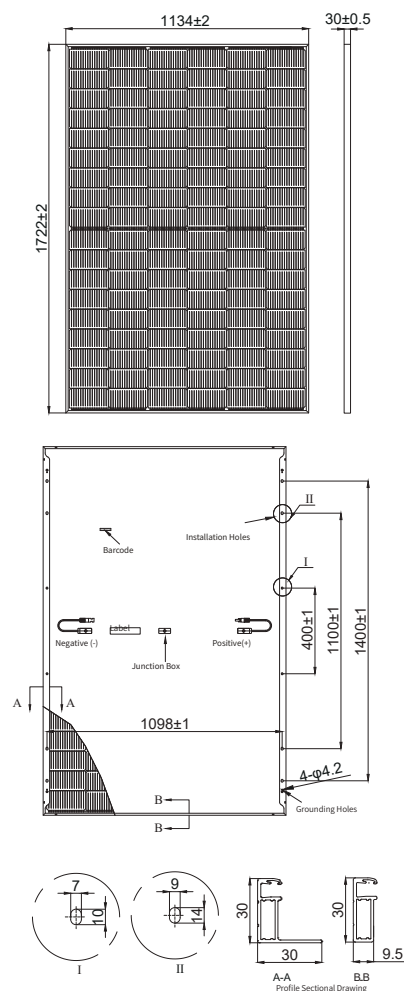 1134±2
30±0.5
1722±2
II
Installation Holes
Barcode
I
400±1
1100±1
1400±1
Label
Negative (-)
Positive(+)
Junction Box
A A
1098±1
4-φ4.2
B
Grounding Holes
B
7
10
I
9
14
II
30
30
A-A
30
9.5
B.B
Profile Sectional Drawing